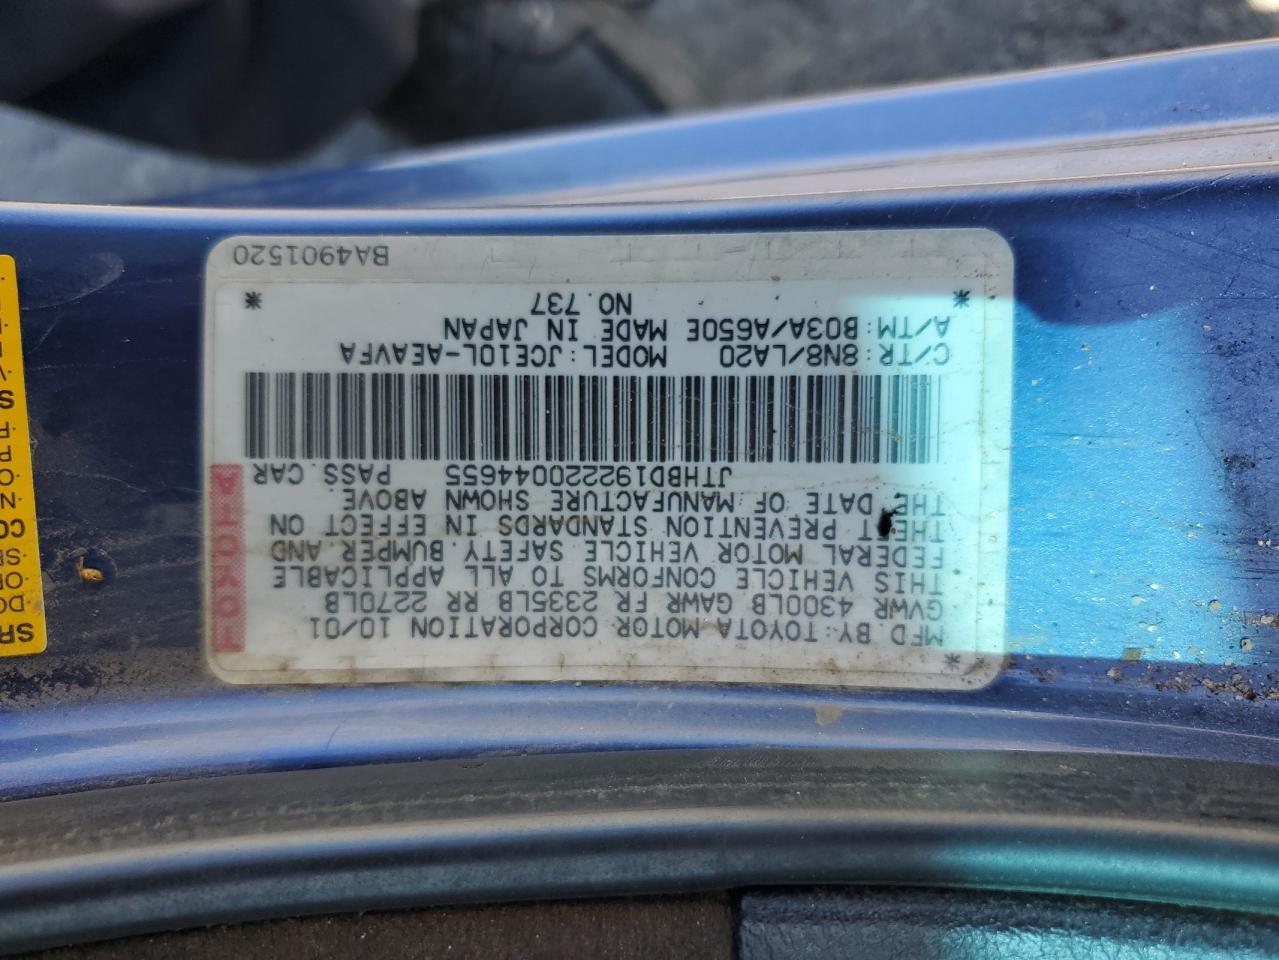 *
MFD.BY:TOYOTA MOTOR CORPORATION 10/01
GVWR 4300LB GAWR FR 2335LB RR 2270LB
THIS VEHICLE CONFORMS TO ALL APPLICABLE
FEDERAL MOTOR VEHICLE SAFETY.BUMPER AND
THEFT PREVENTION STANDARDS IN EFFECT ON
THE DATE OF MANUFACTURE SHOWN ABOVE.
JTHBD192220044655 PASS.CAR
C/TR:8N8/LA20 MODEL:JCE10L-AEAVFA
A/TM:B03A/A650E MADE IN JAPAN
* NO.737 *
BA4901520